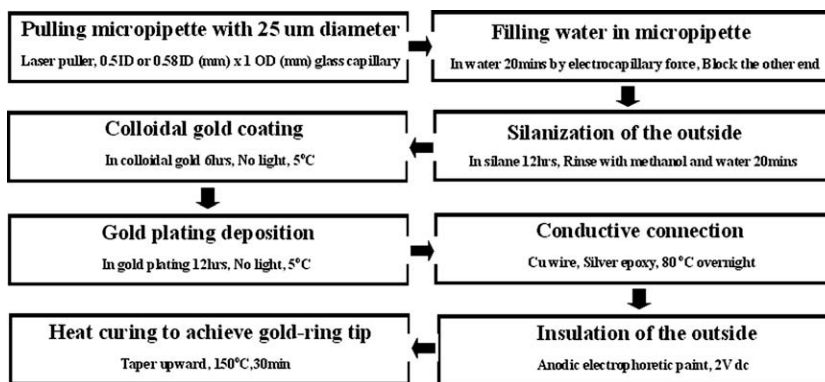 Pulling micropipette with 25 um diameter
Laser puller, 0.5ID or 0.58ID (mm) x 1 OD (mm) glass capillary
Filling water in micropipette
In water 20mins by electrocapillary force, Block the other end
Silanization of the outside
In silane 12hrs, Rinse with methanol and water 20mins
Colloidal gold coating
In colloidal gold 6hrs, No light, 5°C
Gold plating deposition
In gold plating 12hrs, No light, 5°C
Conductive connection
Cu wire, Silver epoxy, 80°C overnight
Insulation of the outside
Anodic electrophoretic paint, 2V dc
Heat curing to achieve gold-ring tip
Taper upward, 150°C,30min